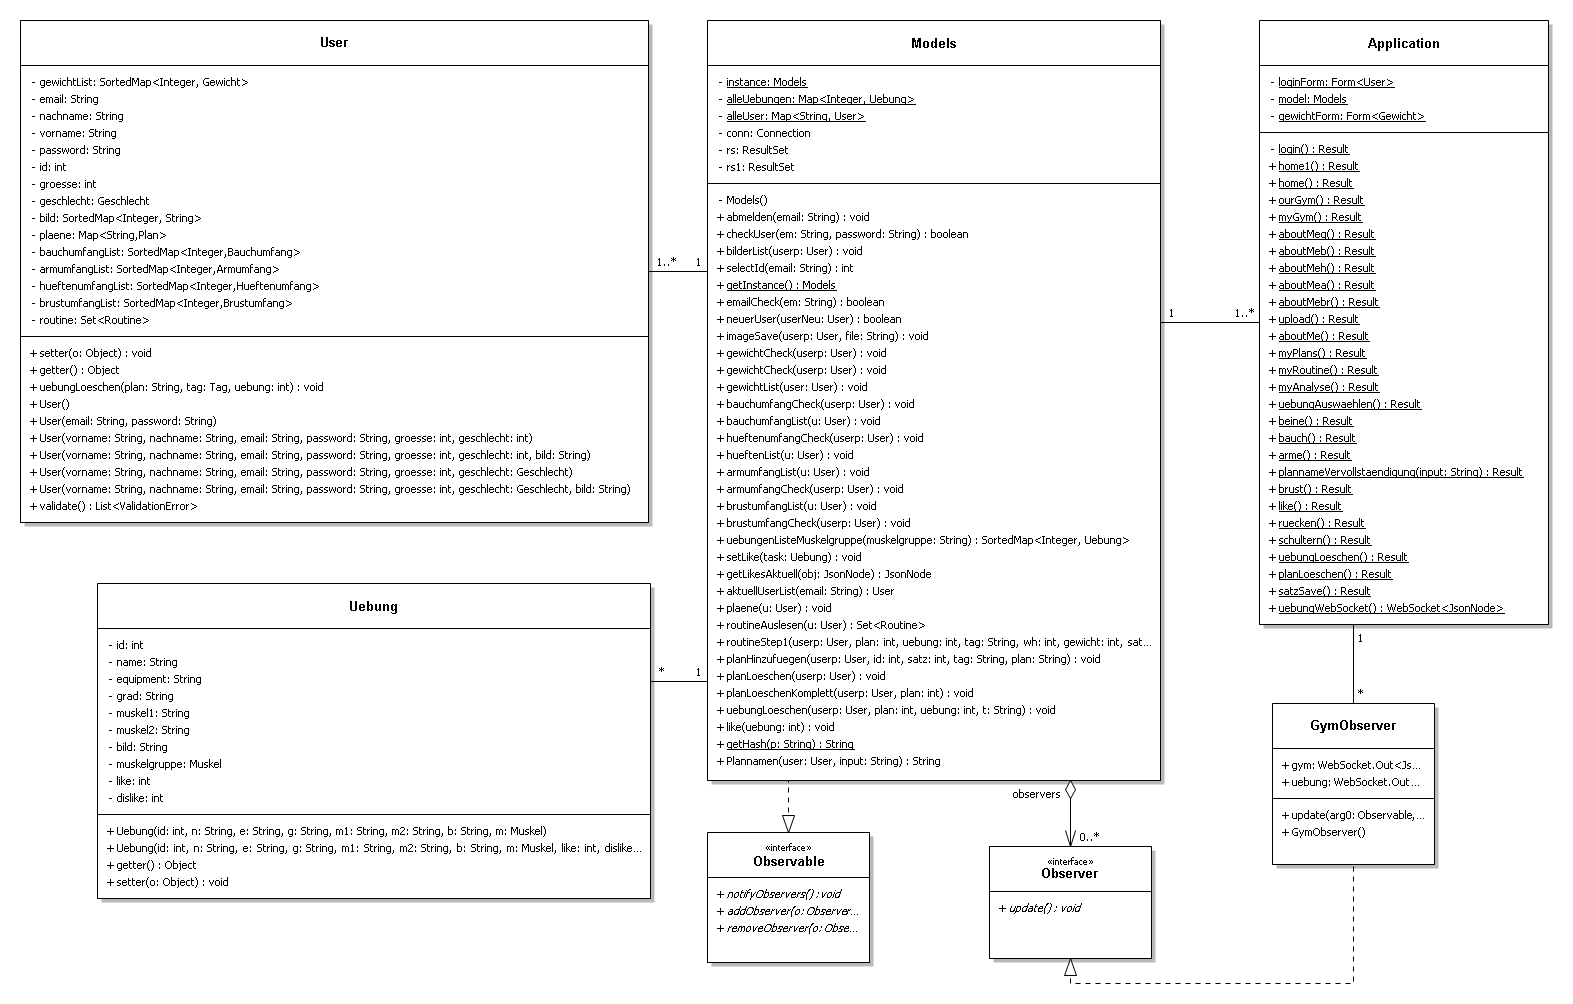 User
- gewichtList: SortedMap<Integer, Gewicht>
- email: String
- nachname: String
- vorname: String
- password: String
- id: int
- groesse: int
- geschlecht: Geschlecht
- bild: SortedMap<Integer, String>
- plaene: Map<String,Plan>
- bauchumfangList: SortedMap<Integer,Bauchumfang>
- armumfangList: SortedMap<Integer,Armumfang>
- hueftenumfangList: SortedMap<Integer,Hueftenumfang>
- brustumfangList: SortedMap<Integer,Brustumfang>
- routine: Set<Routine>
+ setter(o: Object) : void
+ getter() : Object
+ uebungLoeschen(plan: String, tag: Tag, uebung: int) : void
+ User()
+ User(email: String, password: String)
+ User(vorname: String, nachname: String, email: String, password: String, groesse: int, geschlecht: int)
+ User(vorname: String, nachname: String, email: String, password: String, groesse: int, geschlecht: int, bild: String)
+ User(vorname: String, nachname: String, email: String, password: String, groesse: int, geschlecht: Geschlecht)
+ User(vorname: String, nachname: String, email: String, password: String, groesse: int, geschlecht: Geschlecht, bild: String)
+ validate() : List<ValidationError>
1..* 1
Models
- instance: Models
- alleUebungen: Map<Integer, Uebung>
- alleUser: Map<String, User>
- conn: Connection
- rs: ResultSet
- rs1: ResultSet
- Models()
+ abmelden(email: String) : void
+ checkUser(em: String, password: String) : boolean
+ bilderList(userp: User) : void
+ selectId(email: String) : int
+ getInstance() : Models
+ emailCheck(em: String) : boolean
+ neuerUser(userNeu: User) : boolean
+ imageSave(userp: User, file: String) : void
+ gewichtCheck(userp: User) : void
+ gewichtCheck(userp: User) : void
+ gewichtList(user: User) : void
+ bauchumfangCheck(userp: User) : void
+ bauchumfangList(u: User) : void
+ hueftenumfangCheck(userp: User) : void
+ hueftenList(u: User) : void
+ armumfangList(u: User) : void
+ armumfangCheck(userp: User) : void
+ brustumfangList(u: User) : void
+ brustumfangCheck(userp: User) : void
+ uebungenListeMuskelgruppe(muskelgruppe: String) : SortedMap<Integer, Uebung>
+ setLike(task: Uebung) : void
+ getLikesAktuell(obj: JsonNode) : JsonNode
+ aktuellUserList(email: String) : User
+ plaene(u: User) : void
+ routineAuslesen(u: User) : Set<Routine>
+ routineStep1(userp: User, plan: int, uebung: int, tag: String, wh: int, gewicht: int, sat...
+ planHinzufuegen(userp: User, id: int, satz: int, tag: String, plan: String) : void
+ planLoeschen(userp: User) : void
+ planLoeschenKomplett(userp: User, plan: int) : void
+ uebungLoeschen(userp: User, plan: int, uebung: int, t: String) : void
+ like(uebung: int) : void
+ getHash(p: String) : String
+ Plannamen(user: User, input: String) : String
1 1..*
Application
- loginForm: Form<User>
- model: Models
- gewichtForm: Form<Gewicht>
- login() : Result
+ home1() : Result
+ home() : Result
+ ourGym() : Result
+ myGym() : Result
+ aboutMeg() : Result
+ aboutMeb() : Result
+ aboutMeh() : Result
+ aboutMea() : Result
+ aboutMebr() : Result
+ upload() : Result
+ aboutMe() : Result
+ myPlans() : Result
+ myRoutine() : Result
+ myAnalyse() : Result
+ uebungAuswaehlen() : Result
+ beine() : Result
+ bauch() : Result
+ arme() : Result
+ plannameVervollstaendigung(input: String) : Result
+ brust() : Result
+ like() : Result
+ ruecken() : Result
+ schultern() : Result
+ uebungLoeschen() : Result
+ planLoeschen() : Result
+ satzSave() : Result
+ uebungWebSocket() : WebSocket<JsonNode>
Uebung
- id: int
- name: String
- equipment: String
- grad: String
- muskel1: String
- muskel2: String
- bild: String
- muskelgruppe: Muskel
- like: int
- dislike: int
+ Uebung(id: int, n: String, e: String, g: String, m1: String, m2: String, b: String, m: Muskel)
+ Uebung(id: int, n: String, e: String, g: String, m1: String, m2: String, b: String, m: Muskel, like: int, dislike...
+ getter() : Object
+ setter(o: Object) : void
* 1
1
*
GymObserver
+ gym: WebSocket.Out<Js...
+ uebung: WebSocket.Out...
+ update(arg0: Observable,...
+ GymObserver()
observers
0..*
«interface»
Observable
+ notifyObservers() : void
+ addObserver(o: Observer...
+ removeObserver(o: Obse...
«interface»
Observer
+ update() : void